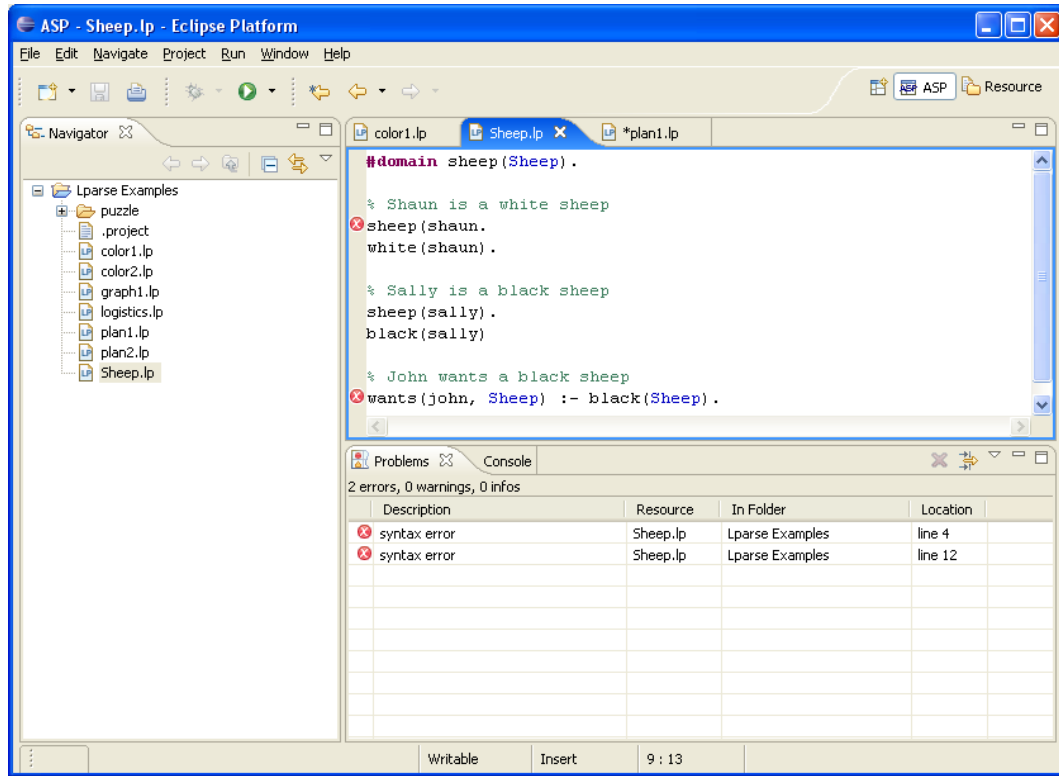 ASP - Sheep.lp - Eclipse Platform
File Edit Navigate Project Run Window Help
ASP Resource
Navigator
Lparse Examples
puzzle
.project
color1.lp
color2.lp
graph1.lp
logistics.lp
plan1.lp
plan2.lp
Sheep.lp
color1.lp Sheep.lp *plan1.lp
#domain sheep(Sheep).
% Shaun is a white sheep
sheep(shaun.
white(shaun).
% Sally is a black sheep
sheep(sally).
black(sally)
% John wants a black sheep
wants(john, Sheep) :- black(Sheep).
Problems Console
2 errors, 0 warnings, 0 infos
Description Resource In Folder Location
syntax error Sheep.lp Lparse Examples line 4
syntax error Sheep.lp Lparse Examples line 12
Writable Insert 9 : 13